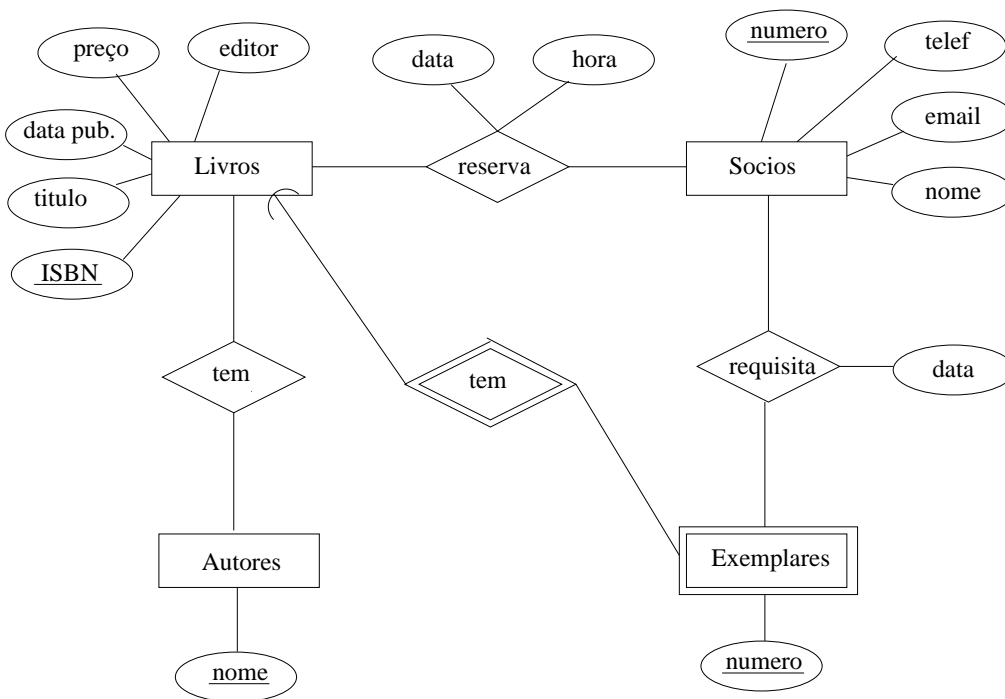 numero
preço
editor
telef
data
hora
email
data pub.
Livros
reserva
Socios
titulo
nome
ISBN
tem
tem
requisita
data
Autores
Exemplares
nome
numero